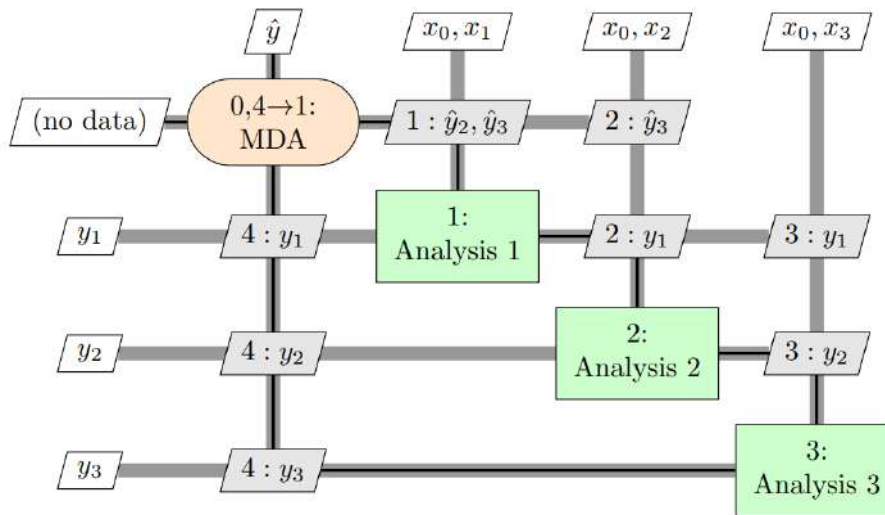 ŷ
x₀, x₁
x₀, x₂
x₀, x₃
(no data)
0,4→1:
MDA
1 : ŷ₂, ŷ₃
2 : ŷ₃
y₁
4 : y₁
1:
Analysis 1
2 : y₁
3 : y₁
y₂
4 : y₂
2:
Analysis 2
3 : y₂
y₃
4 : y₃
3:
Analysis 3